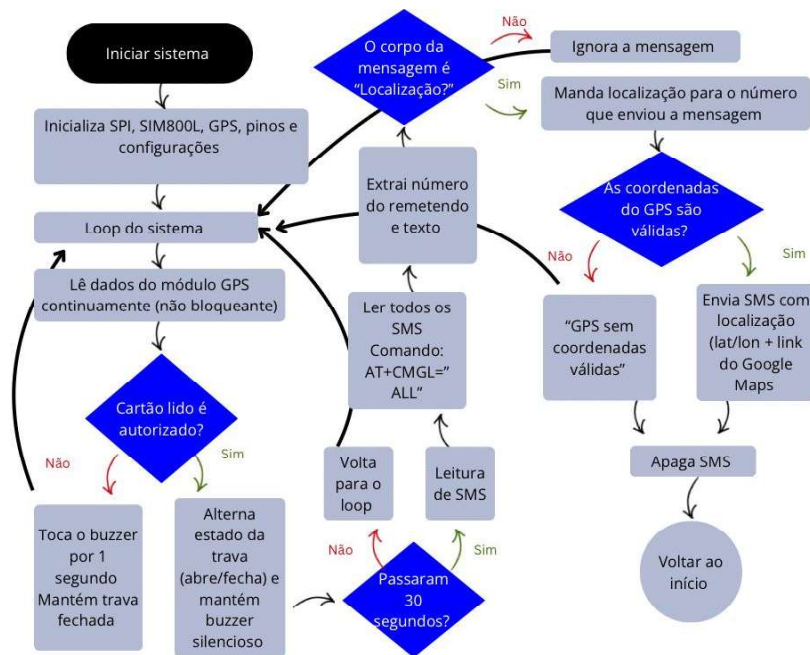 Iniciar sistema
Inicializa SPI, SIM800L, GPS, pinos e
configurações
Loop do sistema
Lê dados do módulo GPS
continuamente (não bloqueante)
Cartão lido é
autorizado?
Não
Sim
Toca o buzzer
por 1
segundo
Mantém trava
fechada
Alterna
estado da
trava
(abre/fecha) e
mantém
buzzer
silencioso
Passaram
30
segundos?
Não
Sim
Volta
para o
loop
Leitura
de SMS
Ler todos os
SMS
Comando:
AT+CMGL="
ALL"
Extrai número
do remetendo
e texto
O corpo da
mensagem é
“Localização?”
Não
Sim
Ignora a mensagem
Manda localização para o número
que enviou a mensagem
As coordenadas
do GPS são
válidas?
Não
Sim
“GPS sem
coordenadas
válidas”
Envia SMS com
localização
(lat/lon + link
do Google
Maps
Apaga SMS
Voltar ao
início